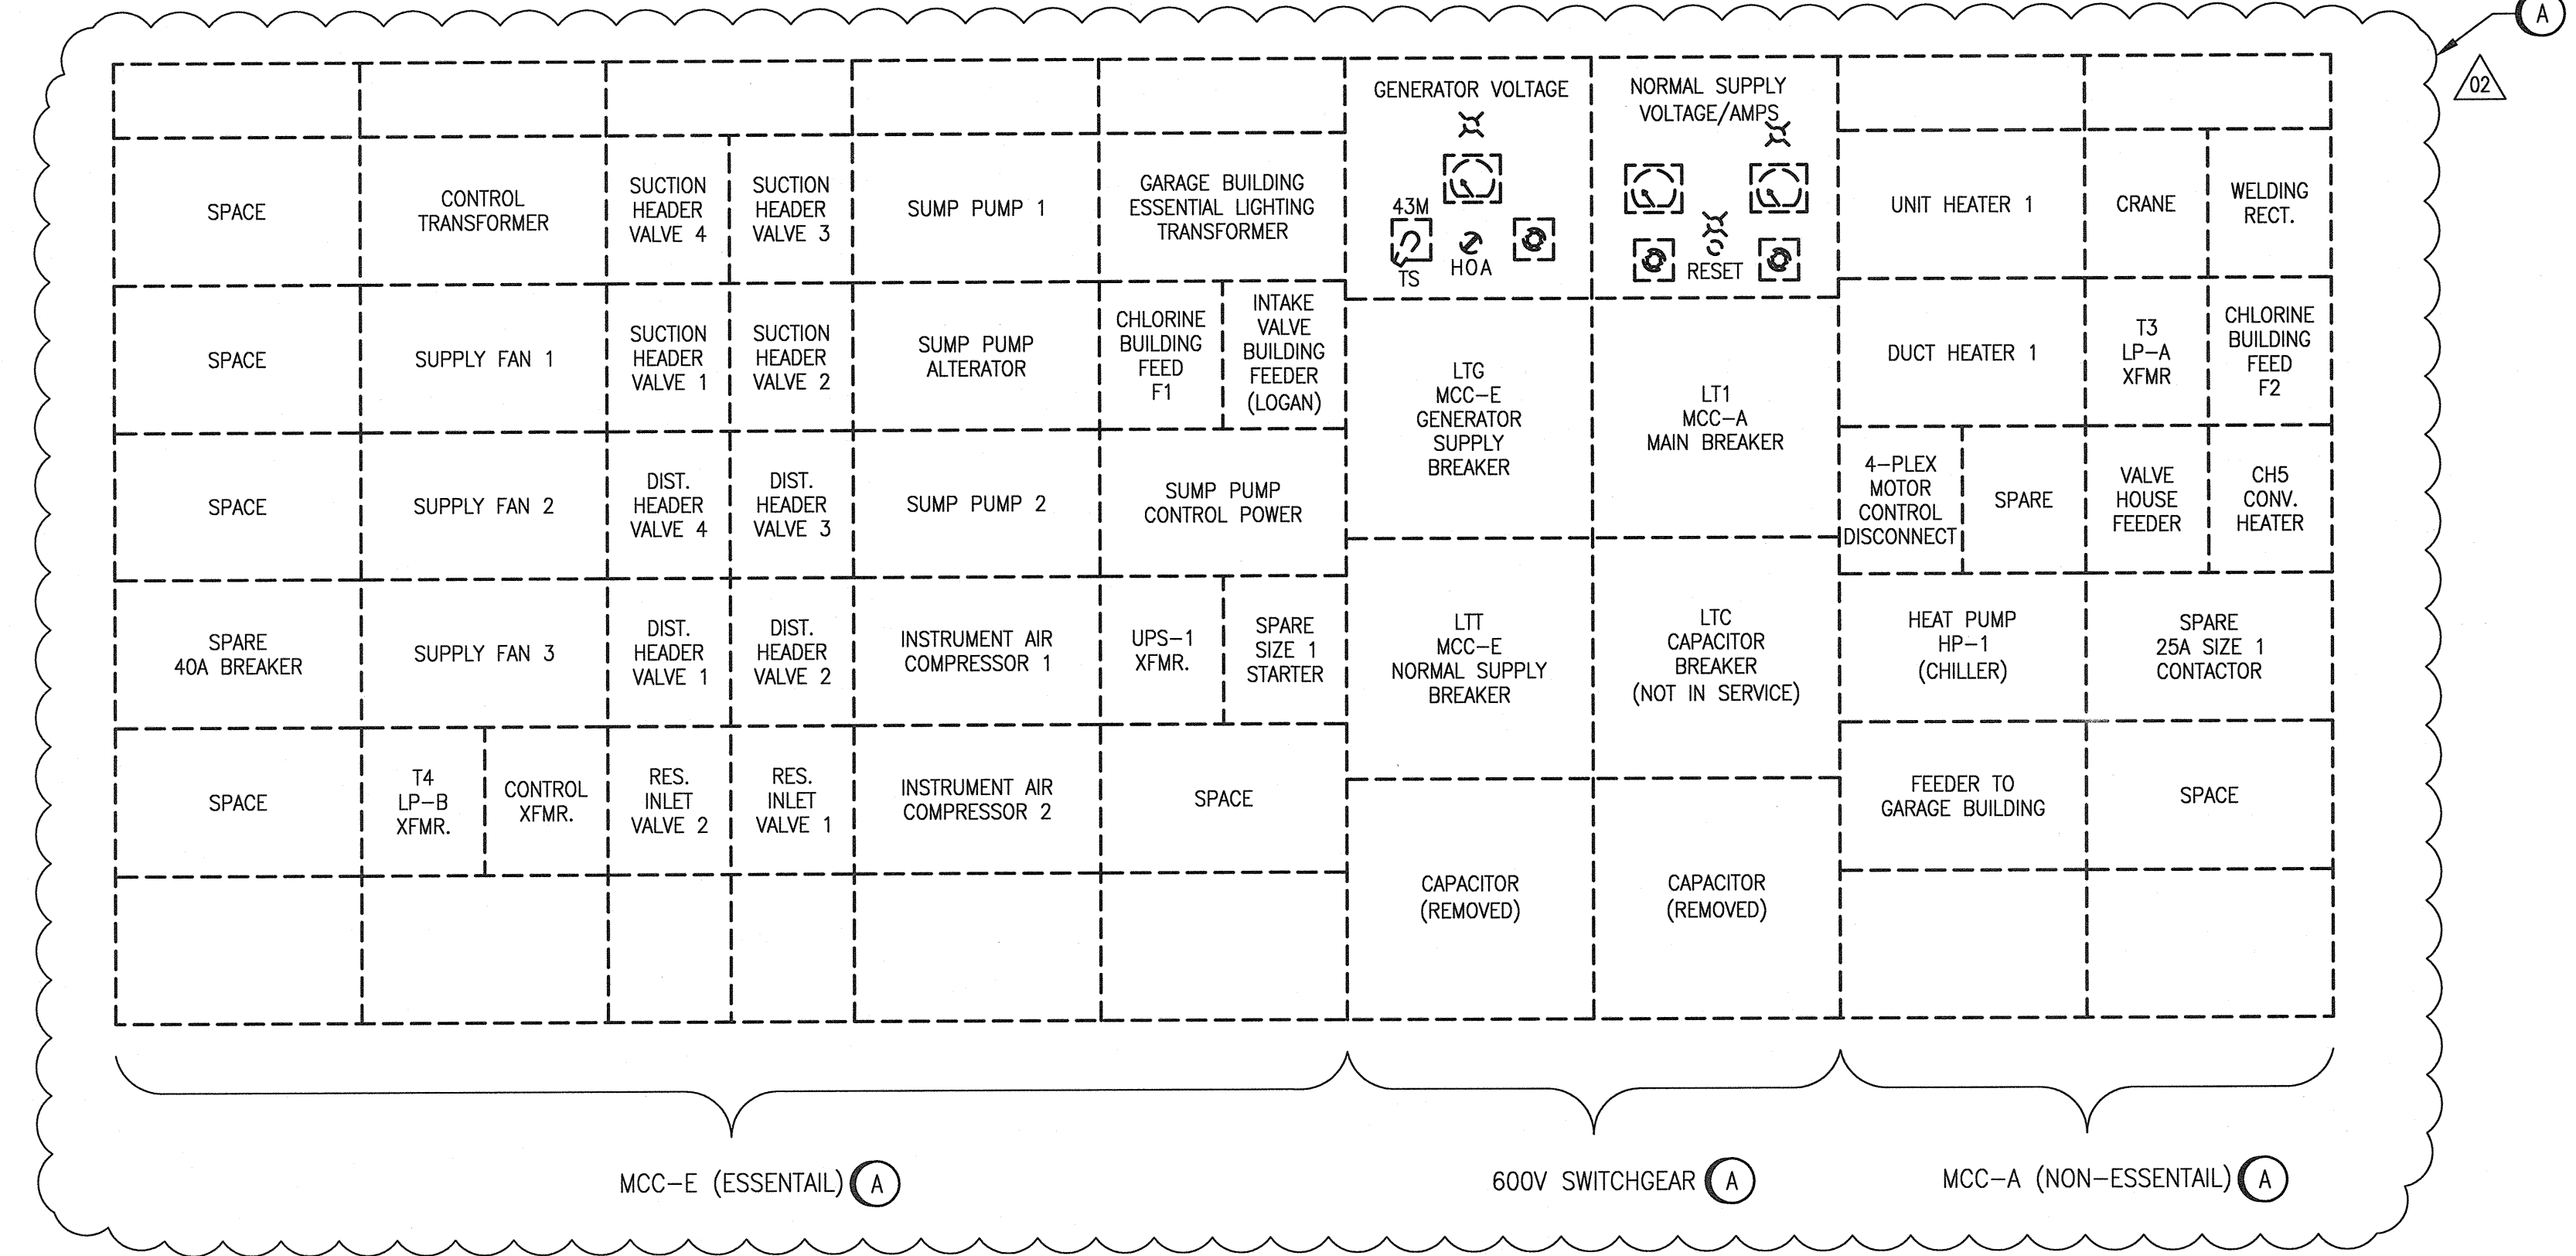 A
02
GENERATOR VOLTAGE
43M
TS
HOA
NORMAL SUPPLY
VOLTAGE/AMPS
RESET
SPACE
CONTROL
TRANSFORMER
SUCTION
HEADER
VALVE 4
SUCTION
HEADER
VALVE 3
SUMP PUMP 1
GARAGE BUILDING
ESSENTIAL LIGHTING
TRANSFORMER
UNIT HEATER 1
CRANE
WELDING
RECT.
SPACE
SUPPLY FAN 1
SUCTION
HEADER
VALVE 1
SUCTION
HEADER
VALVE 2
SUMP PUMP
ALTERATOR
CHLORINE
BUILDING
FEED
F1
INTAKE
VALVE
BUILDING
FEEDER
(LOGAN)
LTG
MCC-E
GENERATOR
SUPPLY
BREAKER
LT1
MCC-A
MAIN BREAKER
DUCT HEATER 1
T3
LP-A
XFMR
CHLORINE
BUILDING
FEED
F2
SPACE
SUPPLY FAN 2
DIST.
HEADER
VALVE 4
DIST.
HEADER
VALVE 3
SUMP PUMP 2
SUMP PUMP
CONTROL POWER
4-PLEX
MOTOR
CONTROL
DISCONNECT
SPARE
VALVE
HOUSE
FEEDER
CH5
CONV.
HEATER
SPARE
40A BREAKER
SUPPLY FAN 3
DIST.
HEADER
VALVE 1
DIST.
HEADER
VALVE 2
INSTRUMENT AIR
COMPRESSOR 1
UPS-1
XFMR.
SPARE
SIZE 1
STARTER
LTT
MCC-E
NORMAL SUPPLY
BREAKER
LTC
CAPACITOR
BREAKER
(NOT IN SERVICE)
HEAT PUMP
HP-1
(CHILLER)
SPARE
25A SIZE 1
CONTACTOR
SPACE
T4
LP-B
XFMR.
CONTROL
XFMR.
RES.
INLET
VALVE 2
RES.
INLET
VALVE 1
INSTRUMENT AIR
COMPRESSOR 2
SPACE
CAPACITOR
(REMOVED)
CAPACITOR
(REMOVED)
FEEDER TO
GARAGE BUILDING
SPACE
MCC-E (ESSENTAIL) A
600V SWITCHGEAR A
MCC-A (NON-ESSENTAIL) A